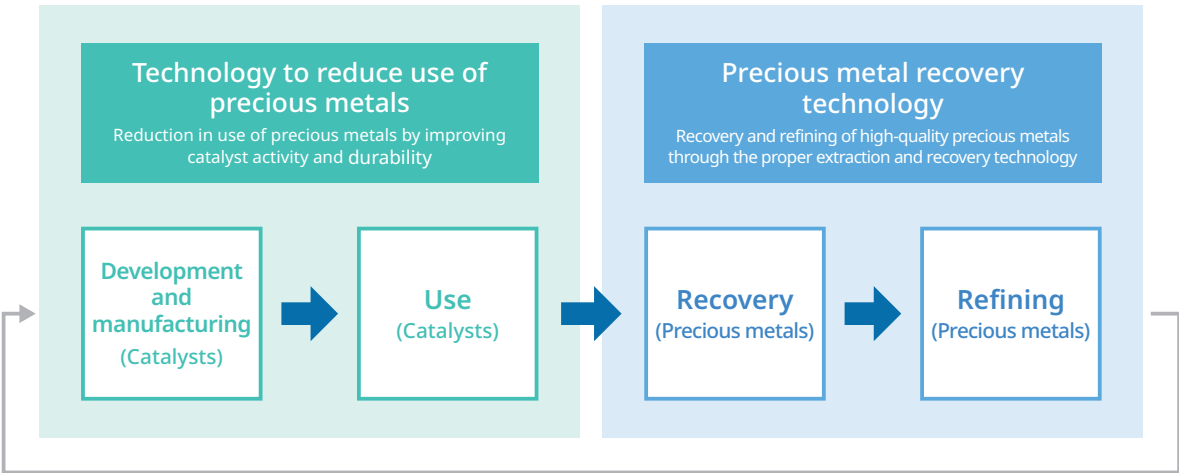 Technology to reduce use of
precious metals
Reduction in use of precious metals by improving
catalyst activity and durability
Development
and
manufacturing
(Catalysts)
Use
(Catalysts)
Precious metal recovery
technology
Recovery and refining of high-quality precious metals
through the proper extraction and recovery technology
Recovery
(Precious metals)
Refining
(Precious metals)